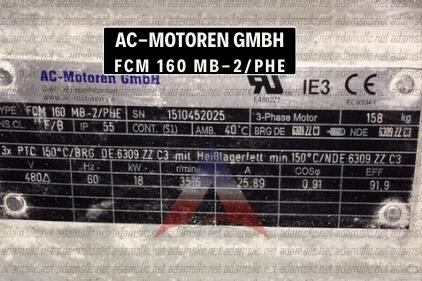 AC-MOTOREN GMBH
FCM 160 MB-2/PHE
AC-Motoren GmbH
IE3 CE
E480221
TYPE FCM 160 MB-2/PHE SN 1510452025 3-Phase Motor 158 kg
NS.CL F/B IP 55 CONT. (S1) AMB. 40°C BRG DE 6309 ZZ C3 NDE 6309 ZZ C3
3x PTC 150°C/BRG DE 6309 ZZ C3 mit Heißlagerfett min 150°C/NDE 6309 ZZ C3
V Hz kW r/min A COSφ EFF
480Δ 60 18 25.89 0.91 91.9